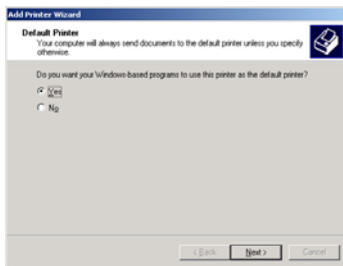 Add Printer Wizard
Default Printer
Your computer will always send documents to the default printer unless you specify
otherwise.
Do you want your Windows-based programs to use this printer as the default printer?
Yes
No
< Back
Next >
Cancel